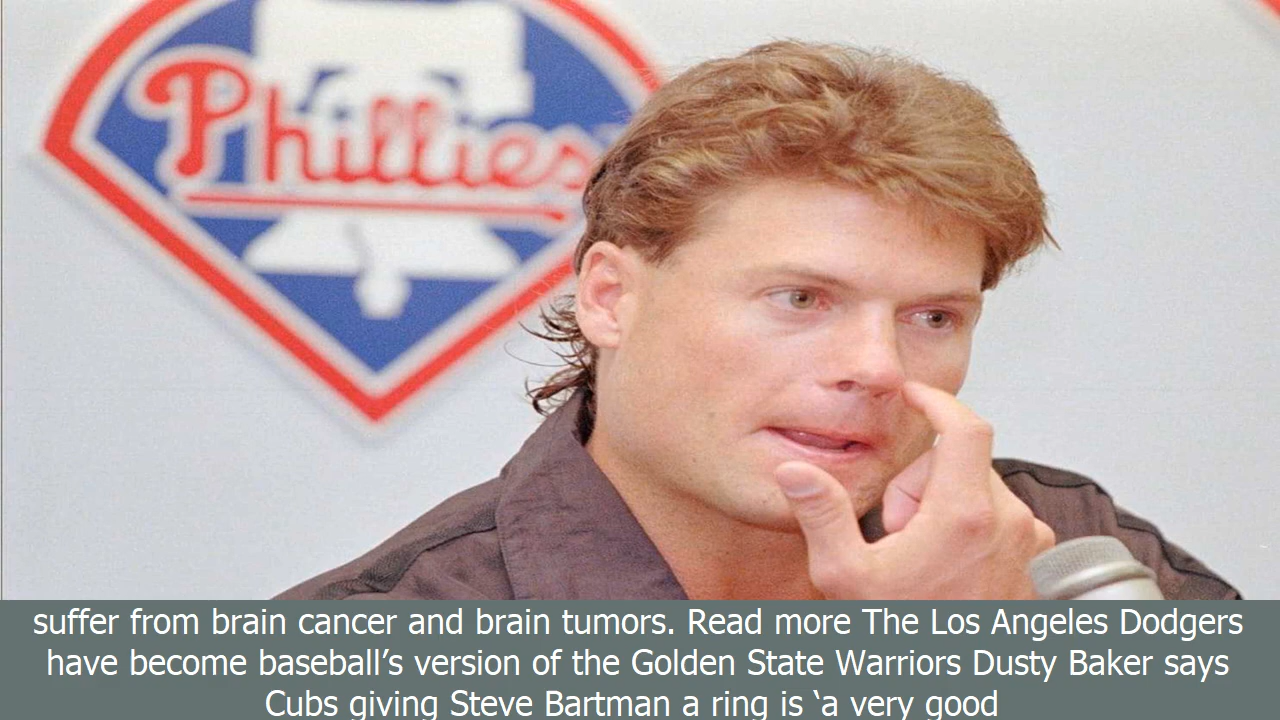 Phillies
suffer from brain cancer and brain tumors. Read more The Los Angeles Dodgers
have become baseball’s version of the Golden State Warriors Dusty Baker says
Cubs giving Steve Bartman a ring is ‘a very good